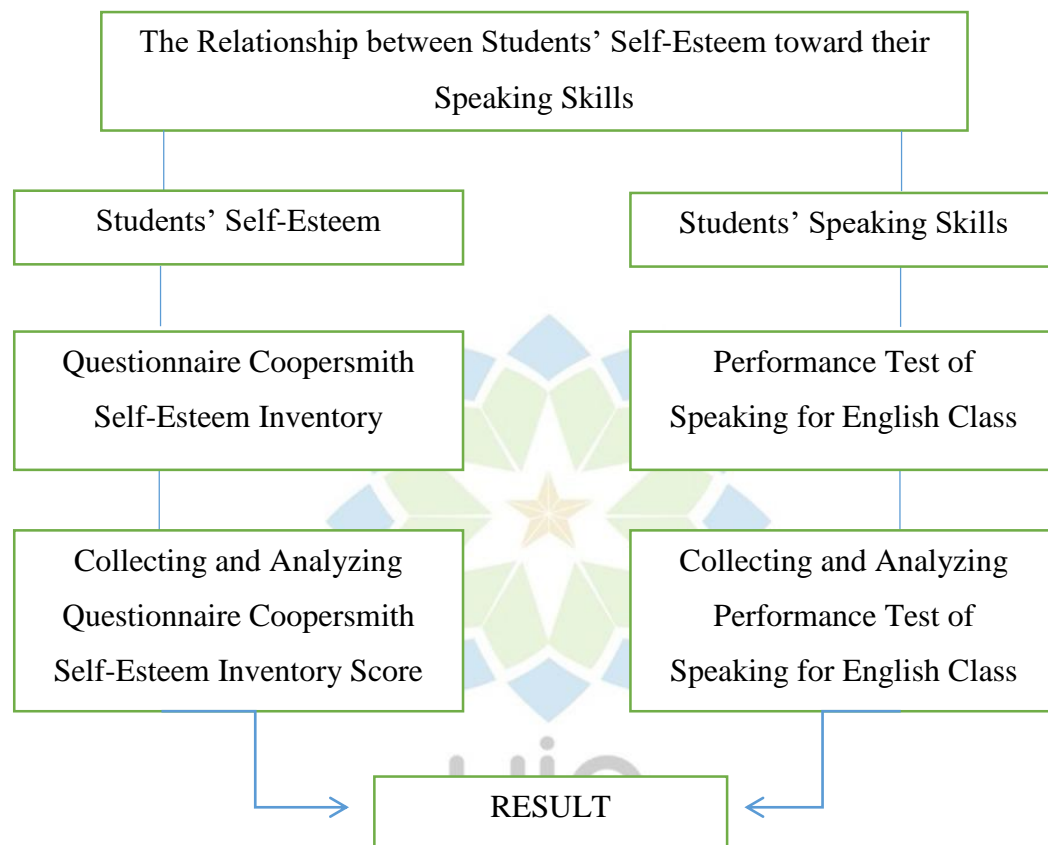 The Relationship between Students’ Self-Esteem toward their
Speaking Skills
Students’ Self-Esteem
Students’ Speaking Skills
Questionnaire Coopersmith
Self-Esteem Inventory
Performance Test of
Speaking for English Class
Collecting and Analyzing
Questionnaire Coopersmith
Self-Esteem Inventory Score
Collecting and Analyzing
Performance Test of
Speaking for English Class
RESULT